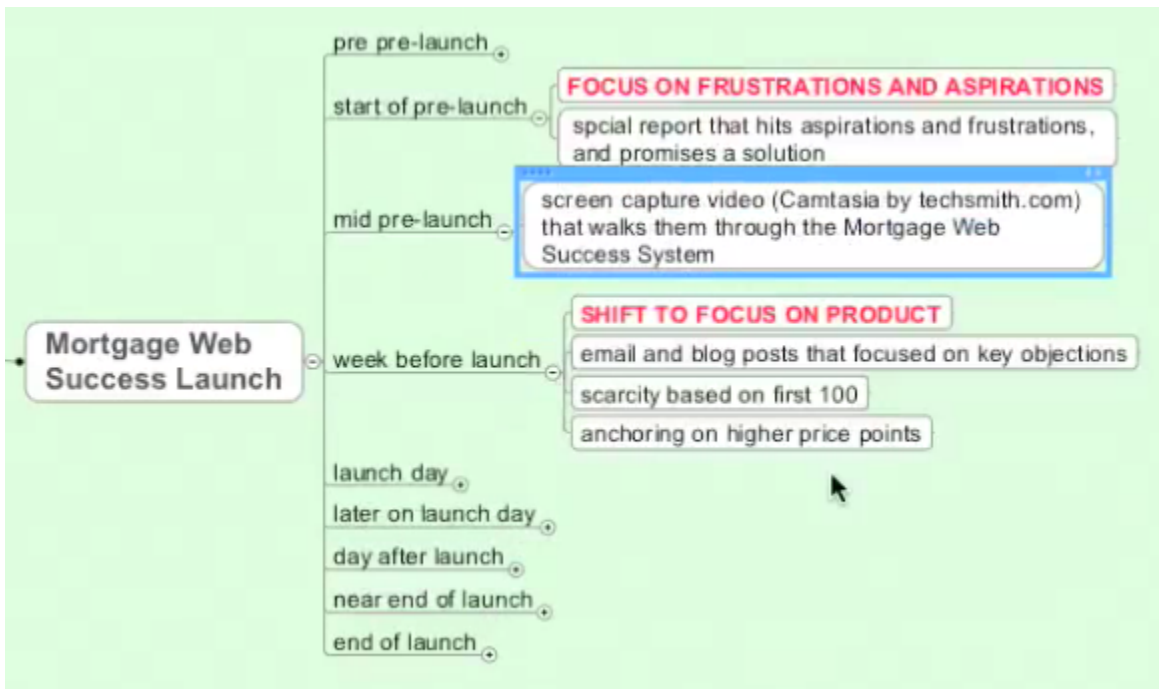 pre pre-launch
start of pre-launch
FOCUS ON FRUSTRATIONS AND ASPIRATIONS
spcial report that hits aspirations and frustrations,
and promises a solution
mid pre-launch
screen capture video (Camtasia by techsmith.com)
that walks them through the Mortgage Web
Success System
Mortgage Web
Success Launch
week before launch
SHIFT TO FOCUS ON PRODUCT
email and blog posts that focused on key objections
scarcity based on first 100
anchoring on higher price points
launch day
later on launch day
day after launch
near end of launch
end of launch